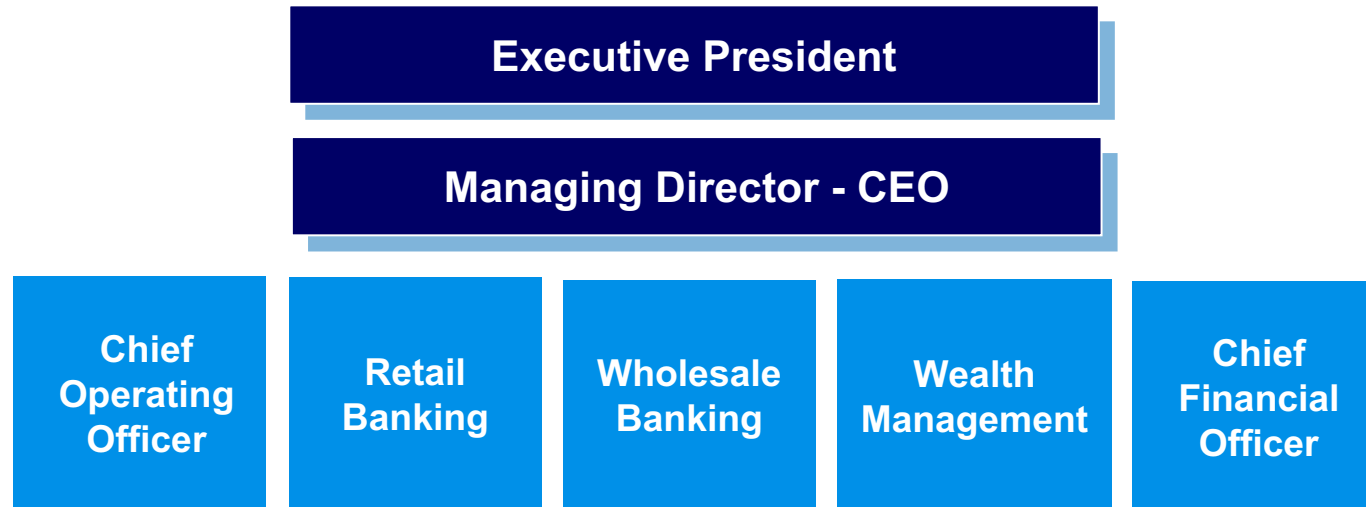 Executive President
Managing Director - CEO
Chief
Operating
Officer
Retail
Banking
Wholesale
Banking
Wealth
Management
Chief
Financial
Officer